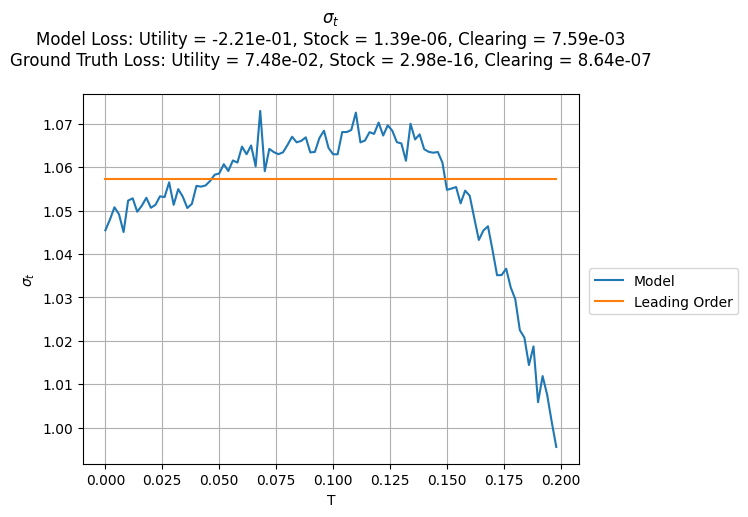 σ_t
Model Loss: Utility = -2.21e-01, Stock = 1.39e-06, Clearing = 7.59e-03
Ground Truth Loss: Utility = 7.48e-02, Stock = 2.98e-16, Clearing = 8.64e-07
1.07
1.06
1.05
1.04
1.03
1.02
1.01
1.00
σ_t
0.000 0.025 0.050 0.075 0.100 0.125 0.150 0.175 0.200
T
Model
Leading Order